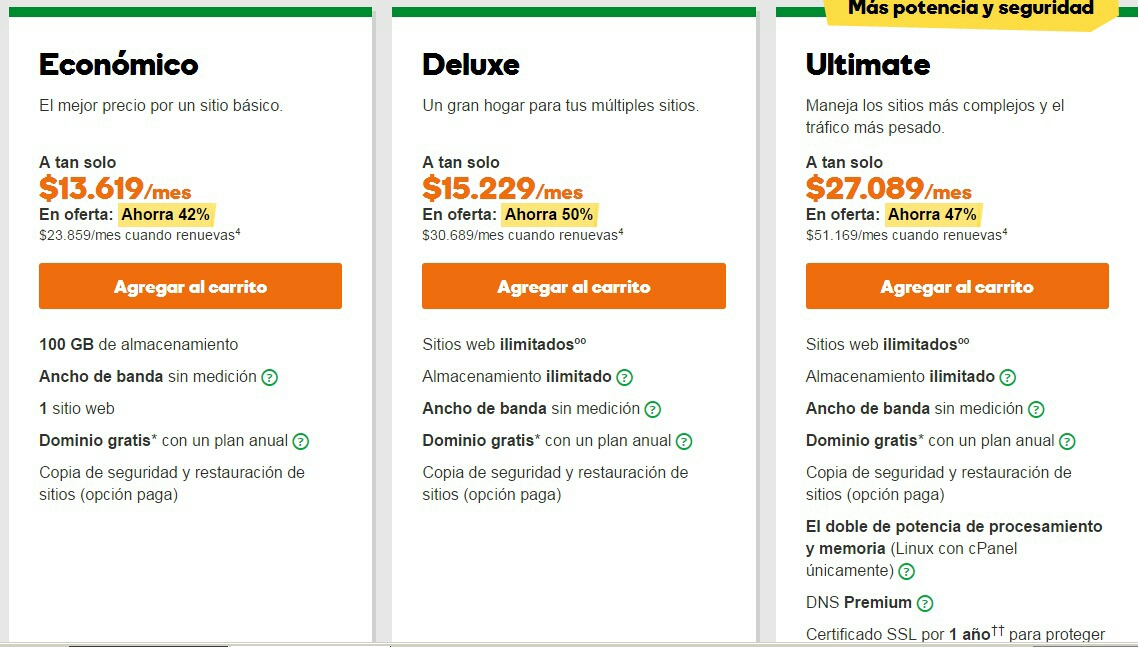 Más potencia y seguridad
Económico
El mejor precio por un sitio básico.
A tan solo
$13.619/mes
En oferta: Ahorra 42%
$23.859/mes cuando renuevas⁴
Agregar al carrito
100 GB de almacenamiento
Ancho de banda sin medición ?
1 sitio web
Dominio gratis* con un plan anual ?
Copia de seguridad y restauración de
sitios (opción paga)
Deluxe
Un gran hogar para tus múltiples sitios.
A tan solo
$15.229/mes
En oferta: Ahorra 50%
$30.689/mes cuando renuevas⁴
Agregar al carrito
Sitios web ilimitados°°
Almacenamiento ilimitado ?
Ancho de banda sin medición ?
Dominio gratis* con un plan anual ?
Copia de seguridad y restauración de
sitios (opción paga)
Ultimate
Maneja los sitios más complejos y el
tráfico más pesado.
A tan solo
$27.089/mes
En oferta: Ahorra 47%
$51.169/mes cuando renuevas⁴
Agregar al carrito
Sitios web ilimitados°°
Almacenamiento ilimitado ?
Ancho de banda sin medición ?
Dominio gratis* con un plan anual ?
Copia de seguridad y restauración de
sitios (opción paga)
El doble de potencia de procesamiento
y memoria (Linux con cPanel
únicamente) ?
DNS Premium ?
Certificado SSL por 1 año†† para proteger